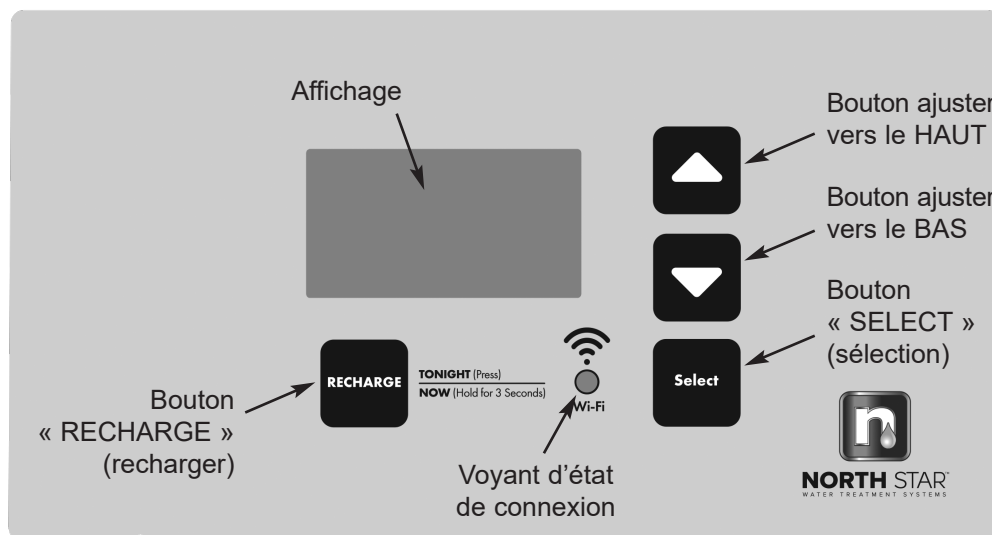 Affichage
Bouton ajuster
vers le HAUT
Bouton ajuster
vers le BAS
Bouton
« SELECT »
(sélection)
Select
RECHARGE
TONIGHT (Press)
NOW (Hold for 3 Seconds)
Wi-Fi
Bouton
« RECHARGE »
(recharger)
Voyant d’état
de connexion
n
NORTH STAR™
WATER TREATMENT SYSTEMS